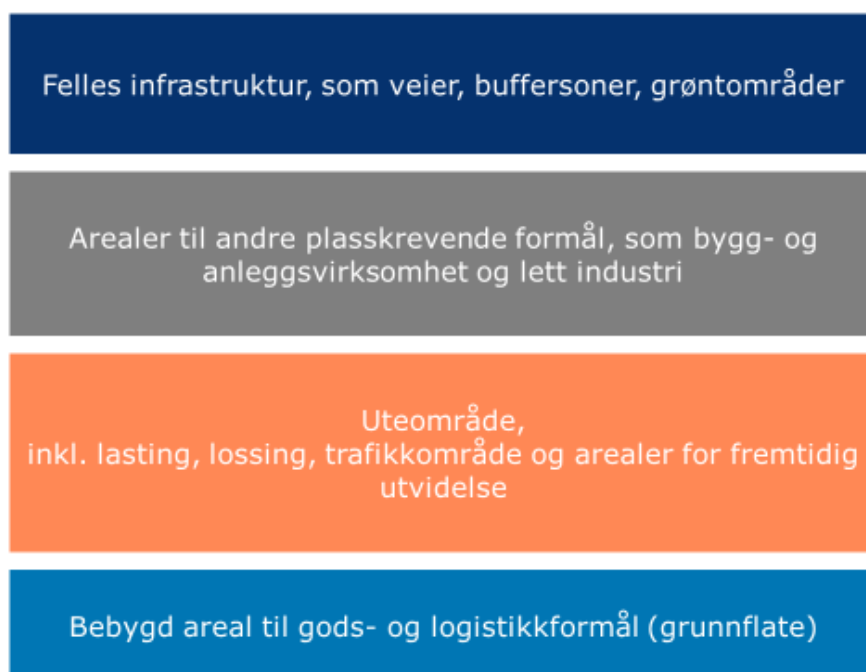 Felles infrastruktur, som veier, buffersoner, grøntområder
Arealer til andre plasskrevende formål, som bygg- og
anleggsvirksomhet og lett industri
Uteområde,
inkl. lasting, lossing, trafikkområde og arealer for fremtidig
utvidelse
Bebygd areal til gods- og logistikkformål (grunnflate)